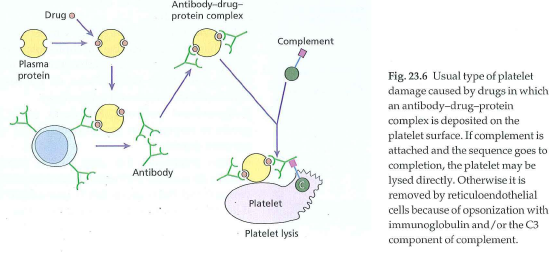 Antibody–drug–
protein complex
Drug
Complement
Plasma
protein
Antibody
C
Platelet
Platelet lysis
Fig. 23.6 Usual type of platelet
damage caused by drugs in which
an antibody–drug–protein
complex is deposited on the
platelet surface. If complement is
attached and the sequence goes to
completion, the platelet may be
lysed directly. Otherwise it is
removed by reticuloendothelial
cells because of opsonization with
immunoglobulin and/or the C3
component of complement.